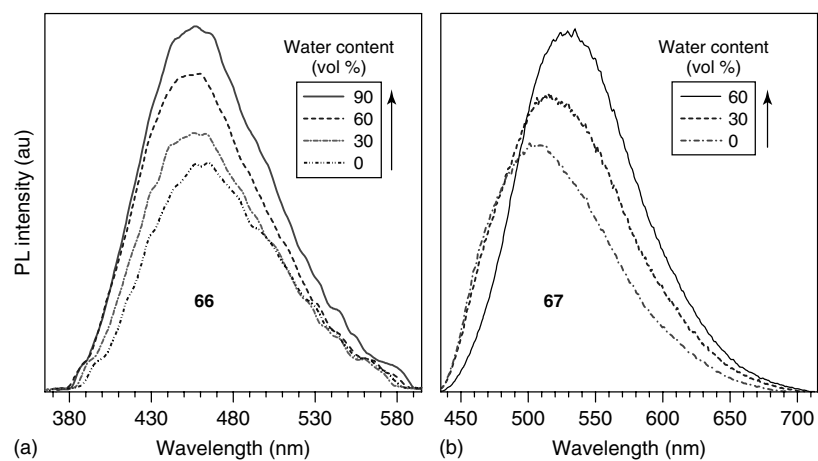 PL intensity (au)
Water content
(vol %)
90
60
30
0
66
380 430 480 530 580
(a) Wavelength (nm)
Water content
(vol %)
60
30
0
67
450 500 550 600 650 700
(b) Wavelength (nm)